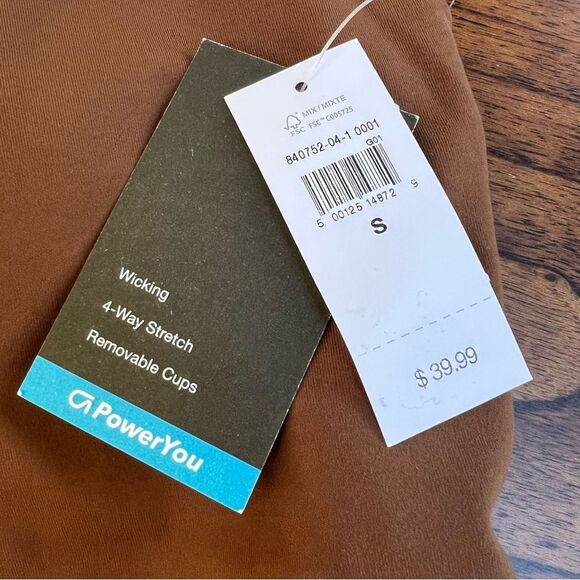 Wicking
4-Way Stretch
Removable Cups
PowerYou
MIX / MIXTE
FSC FSC™ C005725
840752-04-1 0001
G01
5 00125 14872 9
S
$ 39.99